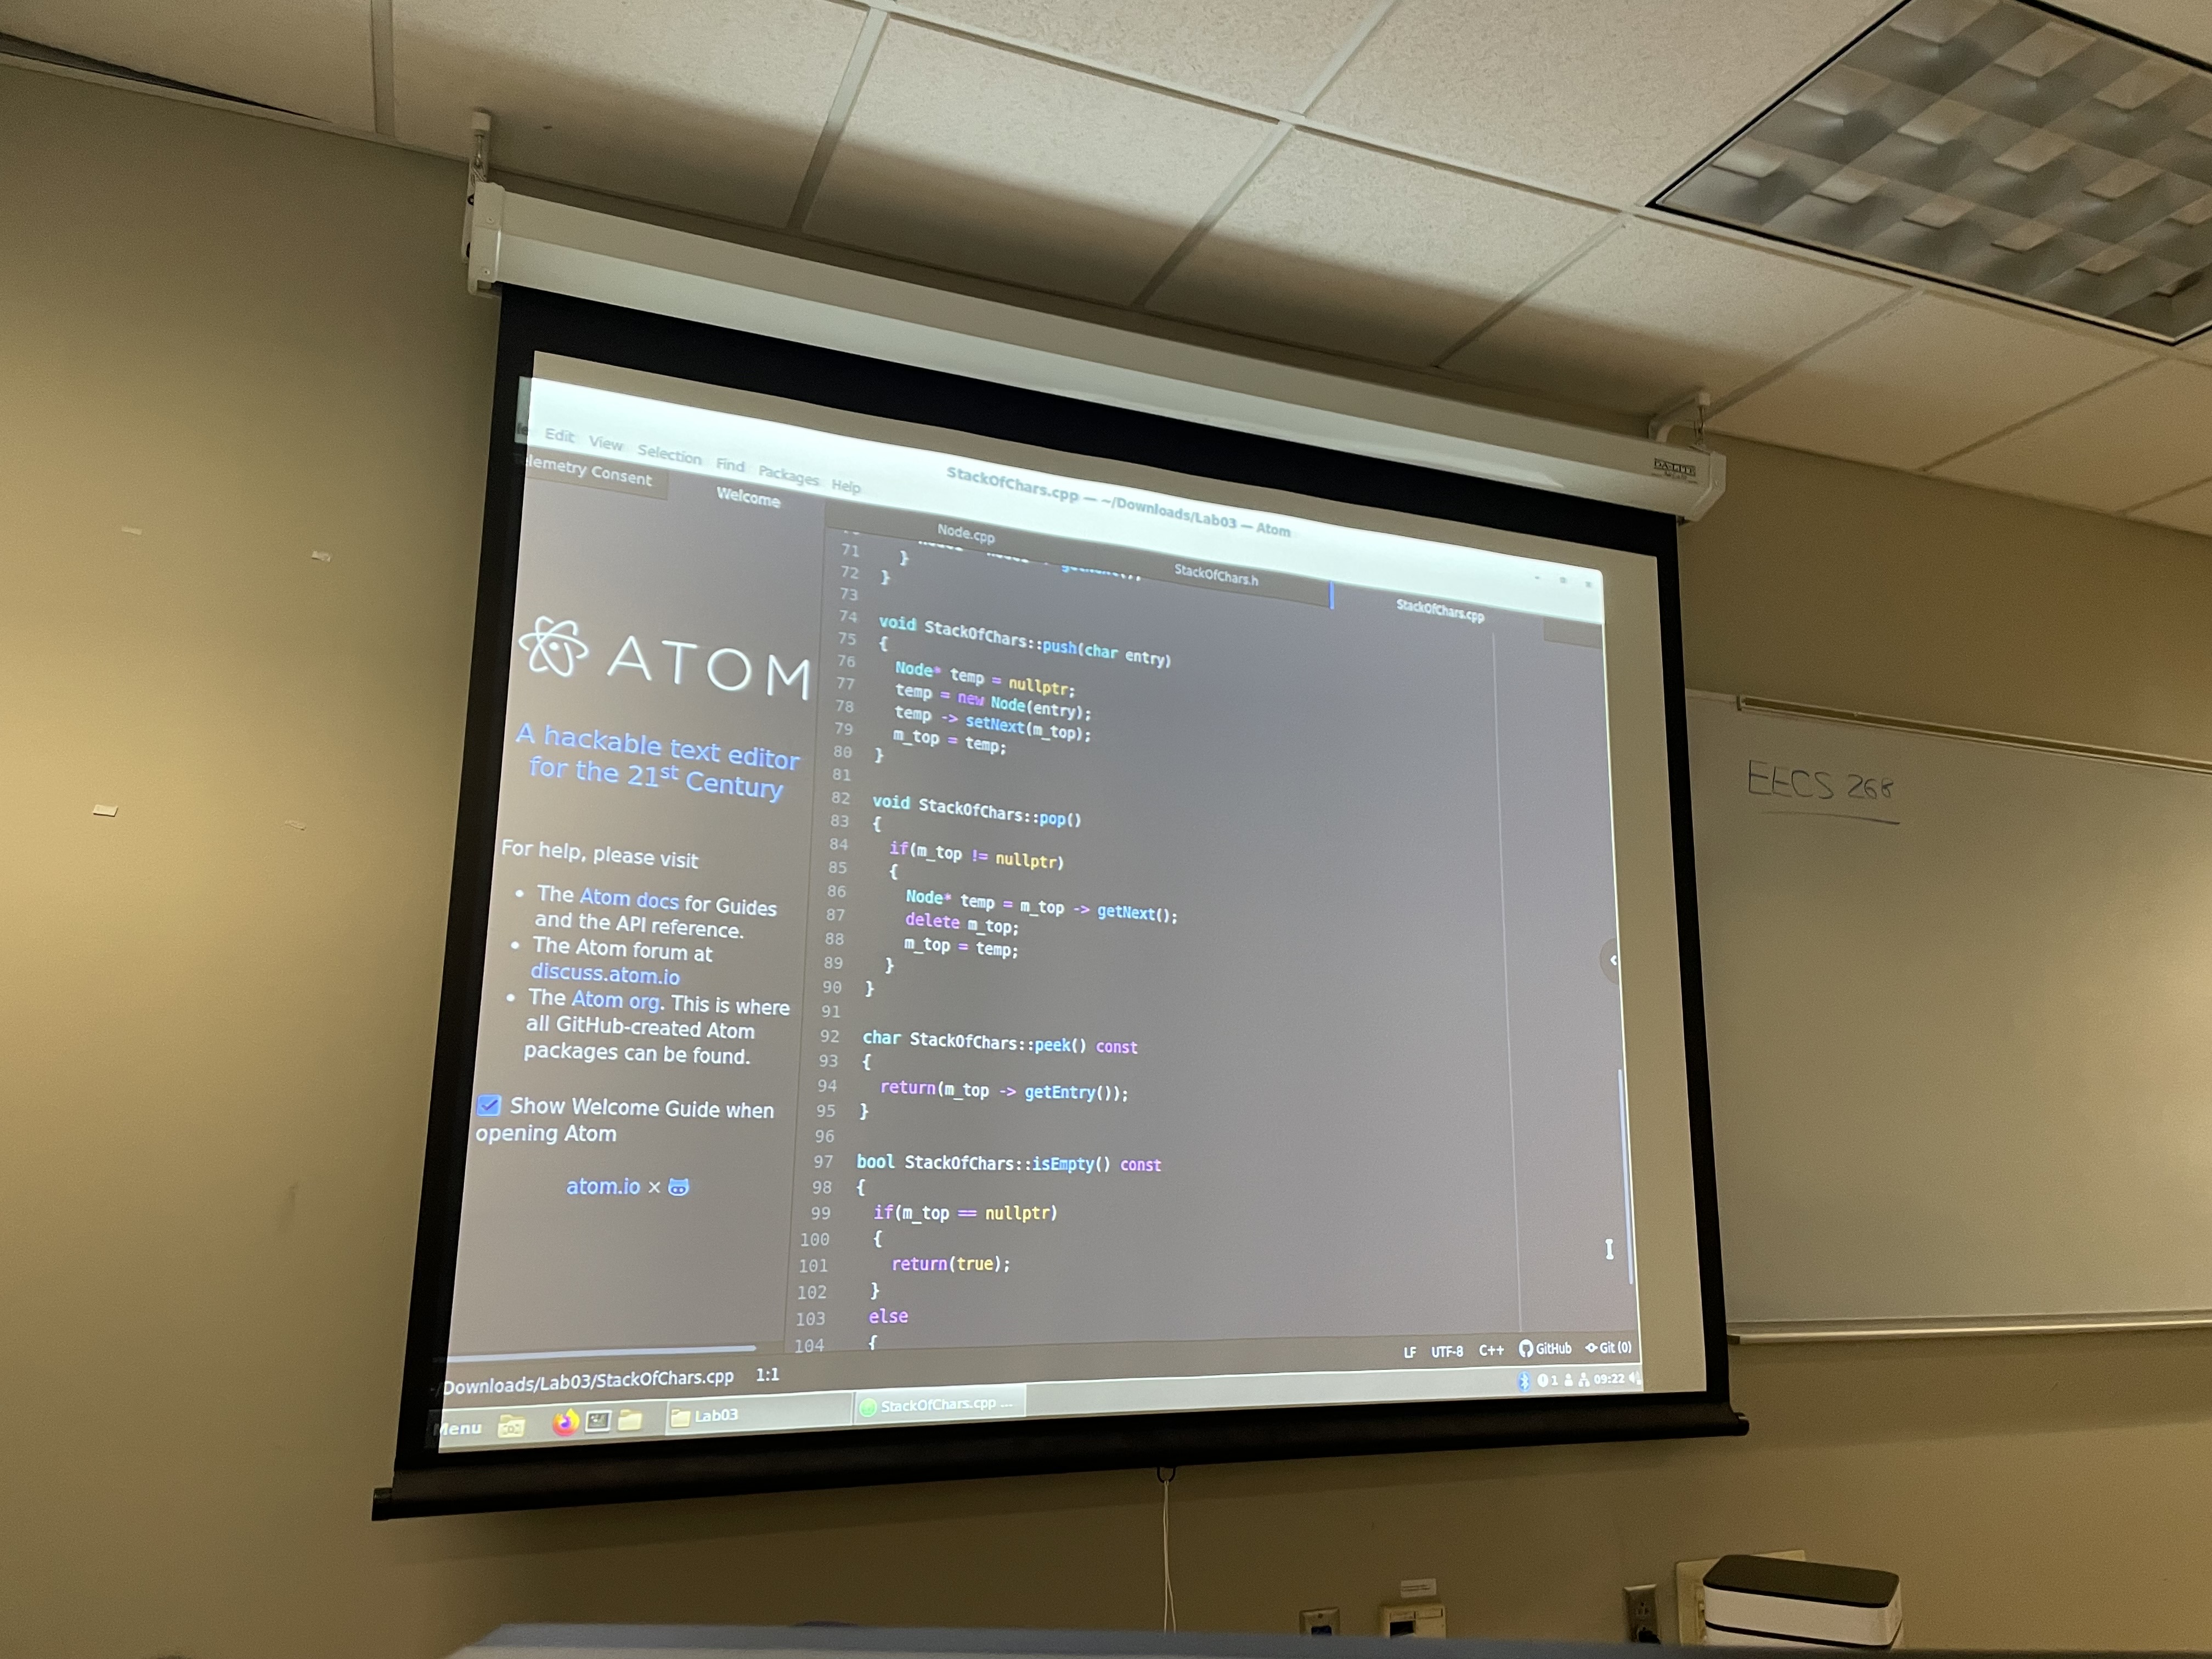 DA-LITE
Edit View Selection Find Packages Help
StackOfChars.cpp — ~/Downloads/Lab03 — Atom
Telemetry Consent
Welcome
Node.cpp
StackOfChars.h
StackOfChars.cpp
ATOM
A hackable text editor
for the 21st Century
For help, please visit
• The Atom docs for Guides
and the API reference.
• The Atom forum at
discuss.atom.io
• The Atom org. This is where
all GitHub-created Atom
packages can be found.
Show Welcome Guide when
opening Atom
atom.io ×
71 }
72 }
73
74 void StackOfChars::push(char entry)
75 {
76 Node* temp = nullptr;
77 temp = new Node(entry);
78 temp -> setNext(m_top);
79 m_top = temp;
80 }
81
82 void StackOfChars::pop()
83 {
84 if(m_top != nullptr)
85 {
86 Node* temp = m_top -> getNext();
87 delete m_top;
88 m_top = temp;
89 }
90 }
91
92 char StackOfChars::peek() const
93 {
94 return(m_top -> getEntry());
95 }
96
97 bool StackOfChars::isEmpty() const
98 {
99 if(m_top == nullptr)
100 {
101 return(true);
102 }
103 else
104 {
~/Downloads/Lab03/StackOfChars.cpp 1:1
LF UTF-8 C++ GitHub Git (0)
Menu
Lab03
StackOfChars.cpp ...
1 09:22
EECS 268